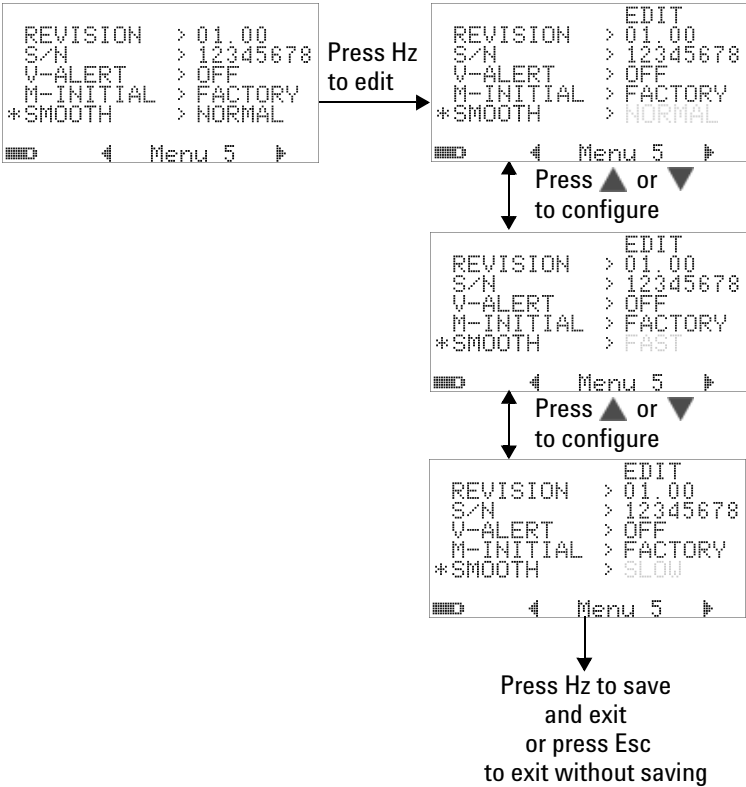 REVISION > 01.00
S/N > 12345678
V-ALERT > OFF
M-INITIAL > FACTORY
*SMOOTH > NORMAL
Menu 5
Press Hz
to edit
EDIT
REVISION > 01.00
S/N > 12345678
V-ALERT > OFF
M-INITIAL > FACTORY
*SMOOTH > NORMAL
Menu 5
Press ▲ or ▼
to configure
EDIT
REVISION > 01.00
S/N > 12345678
V-ALERT > OFF
M-INITIAL > FACTORY
*SMOOTH > FAST
Menu 5
Press ▲ or ▼
to configure
EDIT
REVISION > 01.00
S/N > 12345678
V-ALERT > OFF
M-INITIAL > FACTORY
*SMOOTH > SLOW
Menu 5
Press Hz to save
and exit
or press Esc
to exit without saving